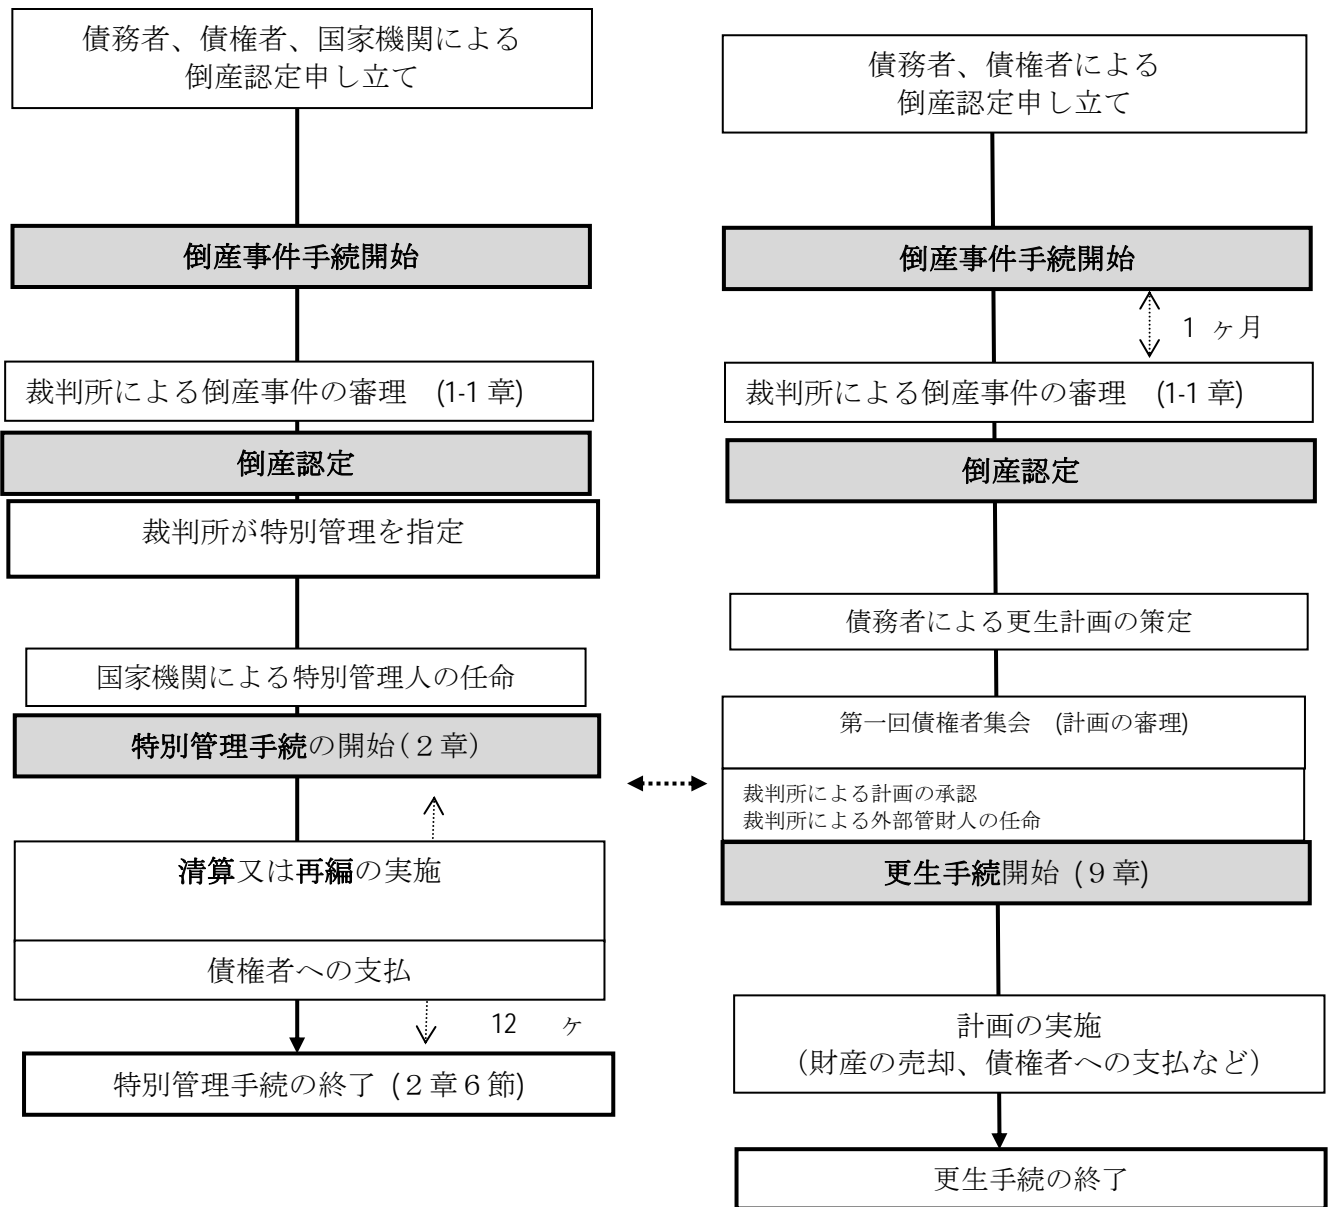 債務者、債権者、国家機関による
倒産認定申し立て
倒産事件手続開始
裁判所による倒産事件の審理 (1-1 章)
倒産認定
裁判所が特別管理を指定
国家機関による特別管理人の任命
特別管理手続の開始(２章)
清算又は再編の実施
債権者への支払
12 ヶ
特別管理手続の終了 (２章６節)
債務者、債権者による
倒産認定申し立て
倒産事件手続開始
1 ヶ月
裁判所による倒産事件の審理 (1-1 章)
倒産認定
債務者による更生計画の策定
第一回債権者集会 (計画の審理)
裁判所による計画の承認
裁判所による外部管財人の任命
更生手続開始 (９章)
計画の実施
（財産の売却、債権者への支払など）
更生手続の終了